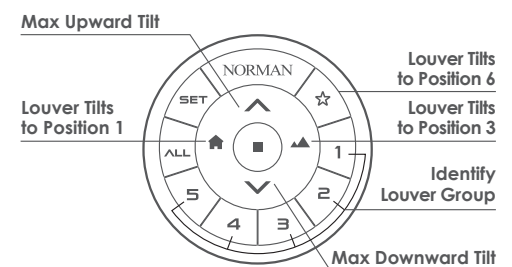 Max Upward Tilt
NORMAN
Louver Tilts
to Position 6
SET
Louver Tilts
to Position 1
Louver Tilts
to Position 3
ALL
1
Identify
Louver Group
5
2
4
3
Max Downward Tilt